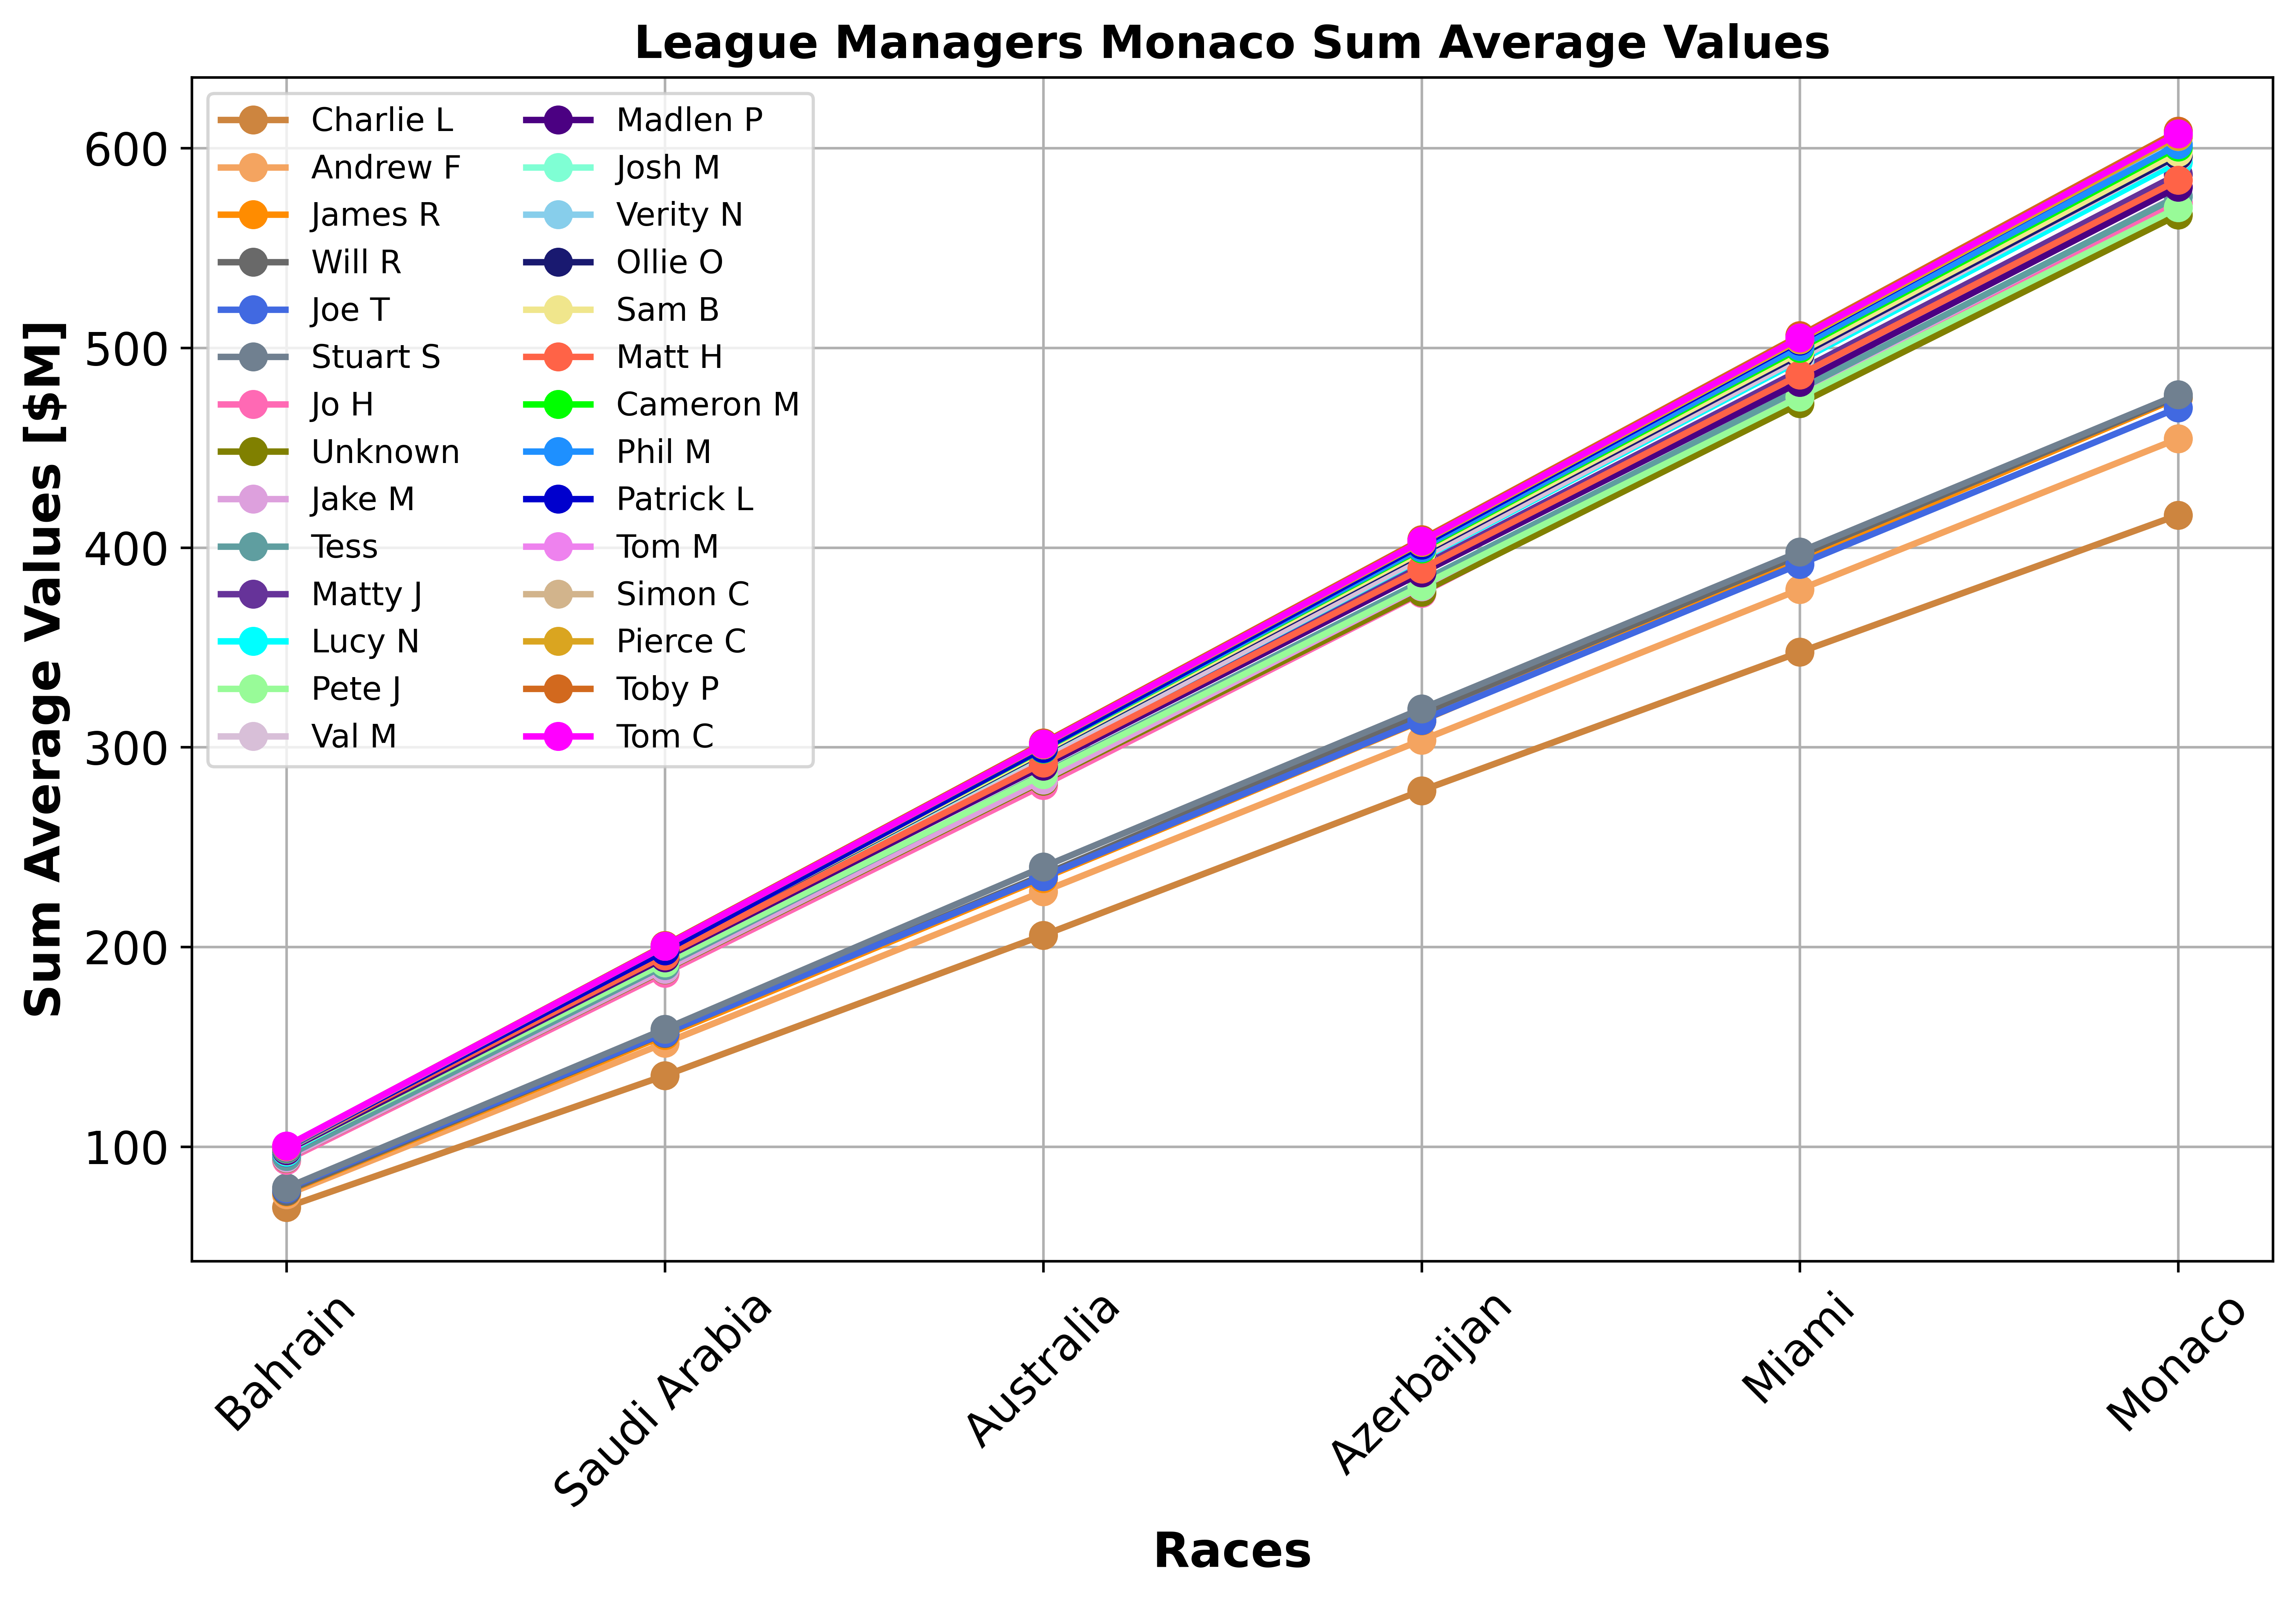 League Managers Monaco Sum Average Values
Sum Average Values [$M]
600
500
400
300
200
100
Charlie L
Andrew F
James R
Will R
Joe T
Stuart S
Jo H
Unknown
Jake M
Tess
Matty J
Lucy N
Pete J
Val M
Madlen P
Josh M
Verity N
Ollie O
Sam B
Matt H
Cameron M
Phil M
Patrick L
Tom M
Simon C
Pierce C
Toby P
Tom C
Bahrain
Saudi Arabia
Australia
Azerbaijan
Miami
Monaco
Races